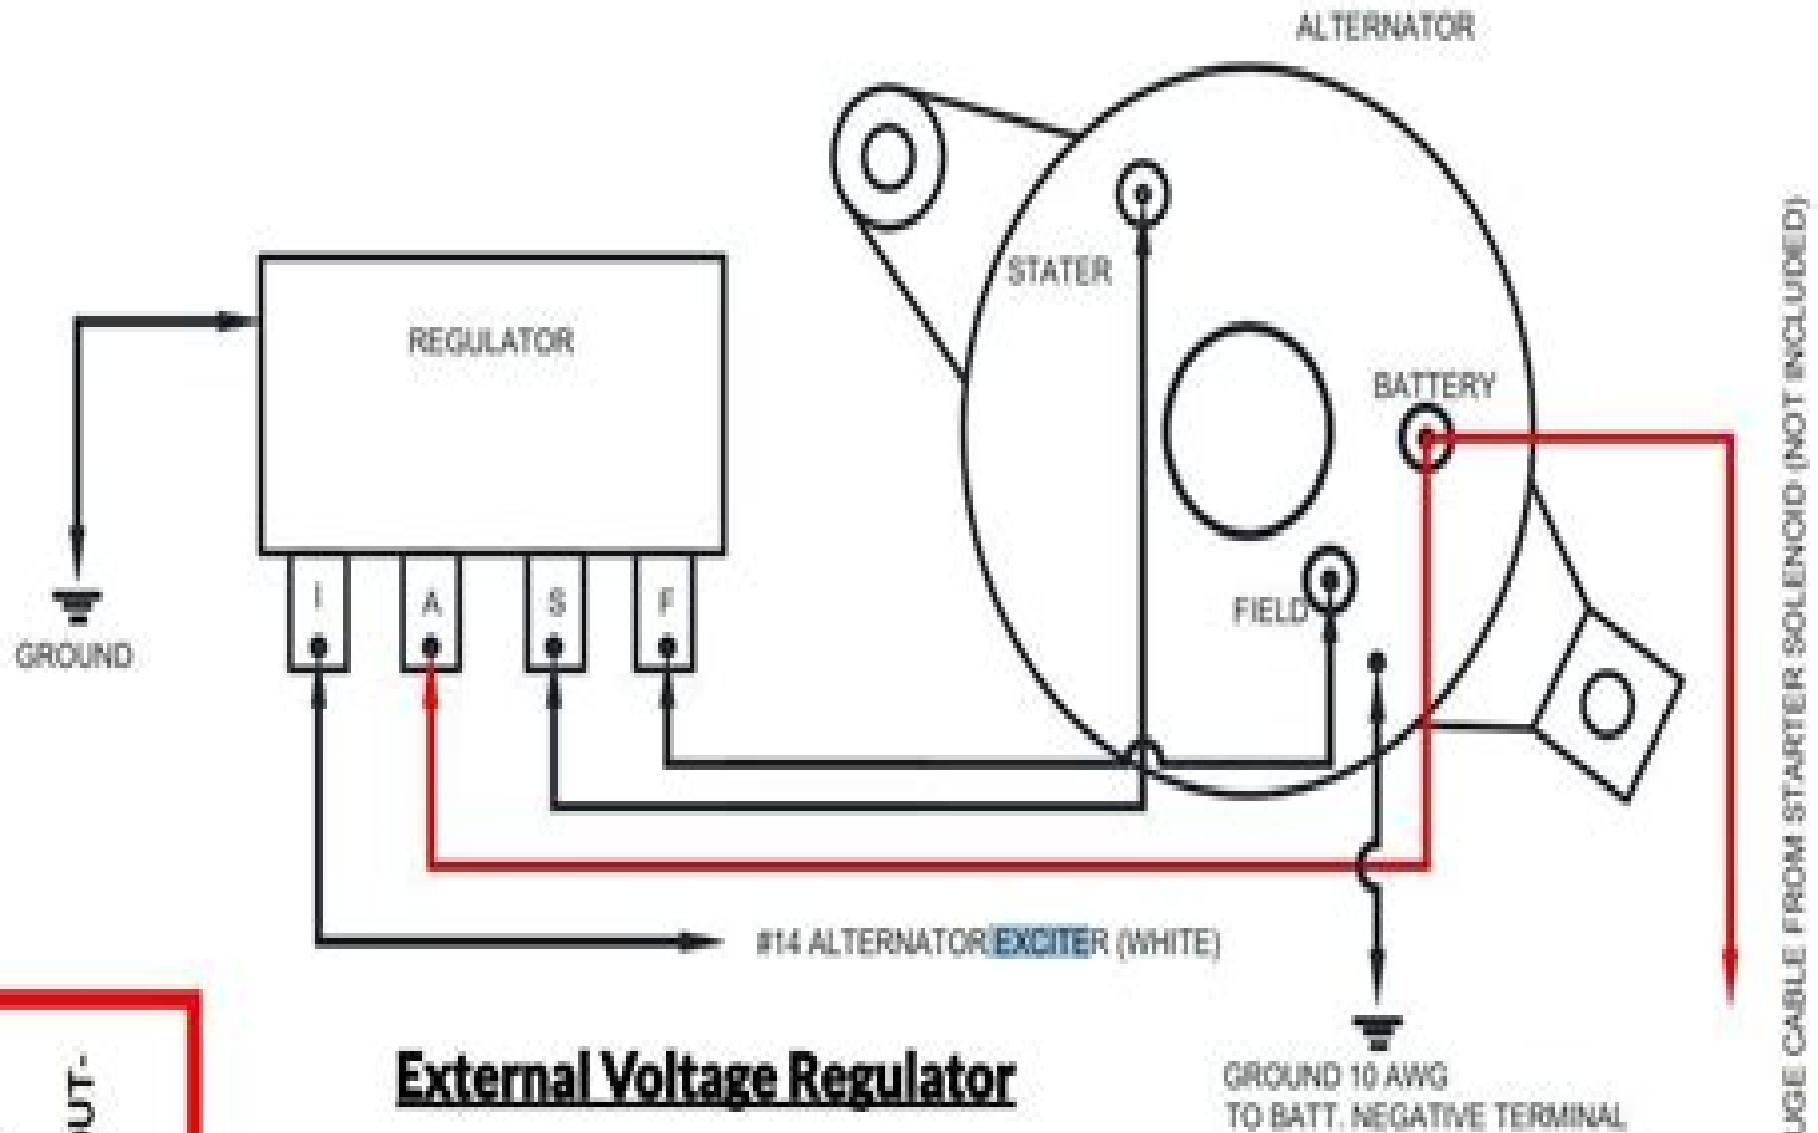 ALTERNATOR
STATER
REGULATOR
BATTERY
I
A
S
F
FIELD
GROUND
#14 ALTERNATOR EXCITER (WHITE)
External Voltage Regulator
GROUND 10 AWG
TO BATT. NEGATIVE TERMINAL
CABLE FROM STARTER SOLENOID (NOT INCLUDED)